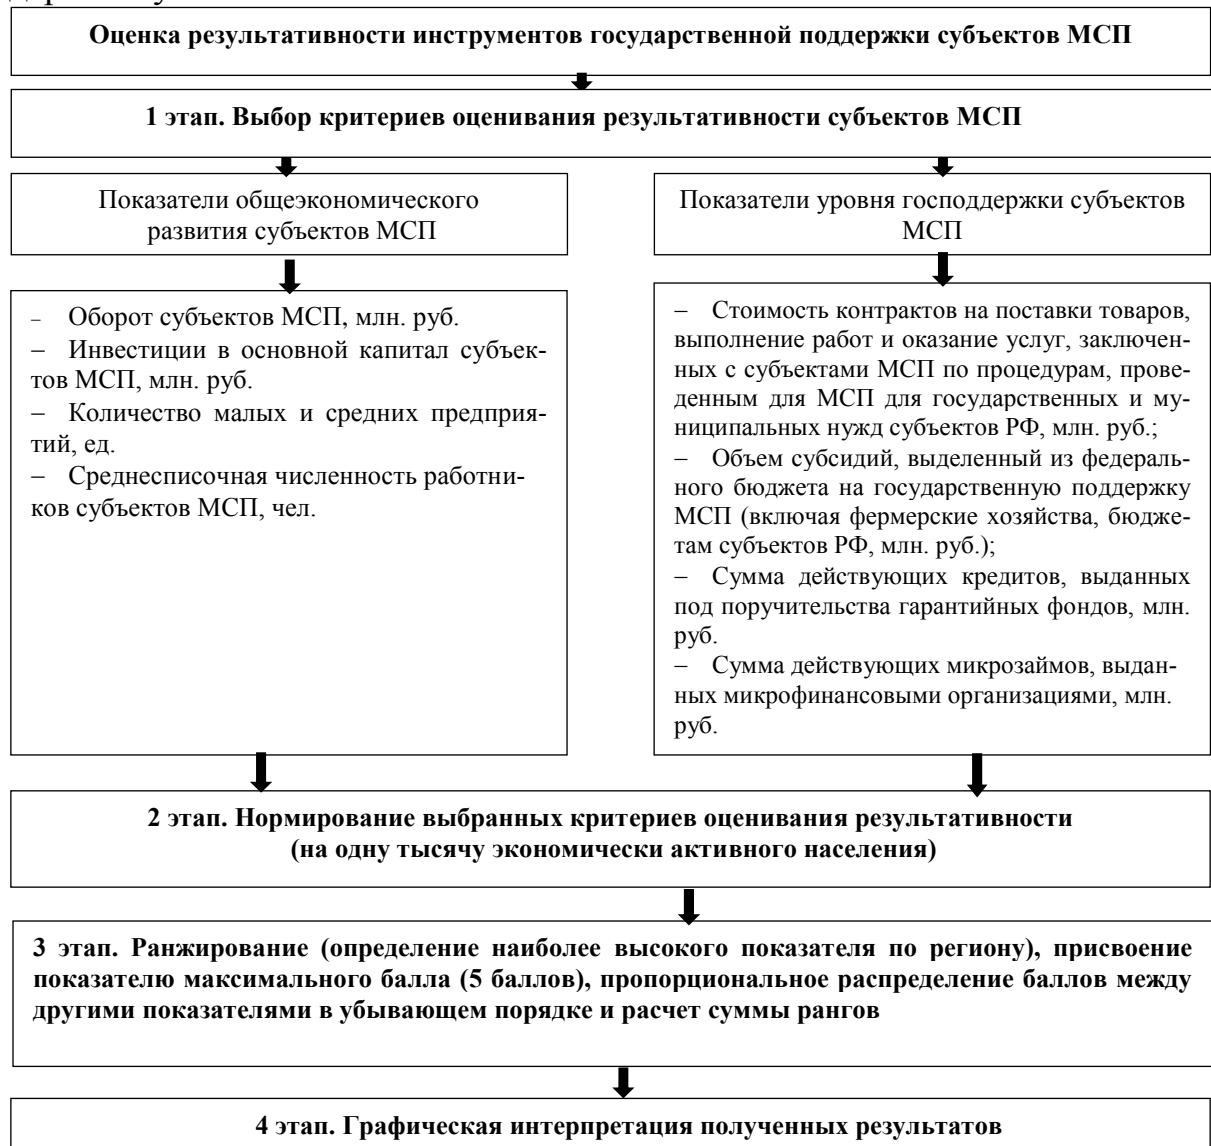 Оценка результативности инструментов государственной поддержки субъектов МСП
1 этап. Выбор критериев оценивания результативности субъектов МСП
Показатели общеэкономического
развития субъектов МСП
– Оборот субъектов МСП, млн. руб.
– Инвестиции в основной капитал субъек-
тов МСП, млн. руб.
– Количество малых и средних предприя-
тий, ед.
– Среднесписочная численность работни-
ков субъектов МСП, чел.
Показатели уровня господдержки субъектов
МСП
– Стоимость контрактов на поставки товаров,
выполнение работ и оказание услуг, заключен-
ных с субъектами МСП по процедурам, прове-
денным для МСП для государственных и му-
ниципальных нужд субъектов РФ, млн. руб.;
– Объем субсидий, выделенный из федераль-
ного бюджета на государственную поддержку
МСП (включая фермерские хозяйства, бюдже-
там субъектов РФ, млн. руб.);
– Сумма действующих кредитов, выданных
под поручительства гарантийных фондов, млн.
руб.
– Сумма действующих микрозаймов, выдан-
ных микрофинансовыми организациями, млн.
руб.
2 этап. Нормирование выбранных критериев оценивания результативности
(на одну тысячу экономически активного населения)
3 этап. Ранжирование (определение наиболее высокого показателя по региону), присвоение
показателю максимального балла (5 баллов), пропорциональное распределение баллов между
другими показателями в убывающем порядке и расчет суммы рангов
4 этап. Графическая интерпретация полученных результатов